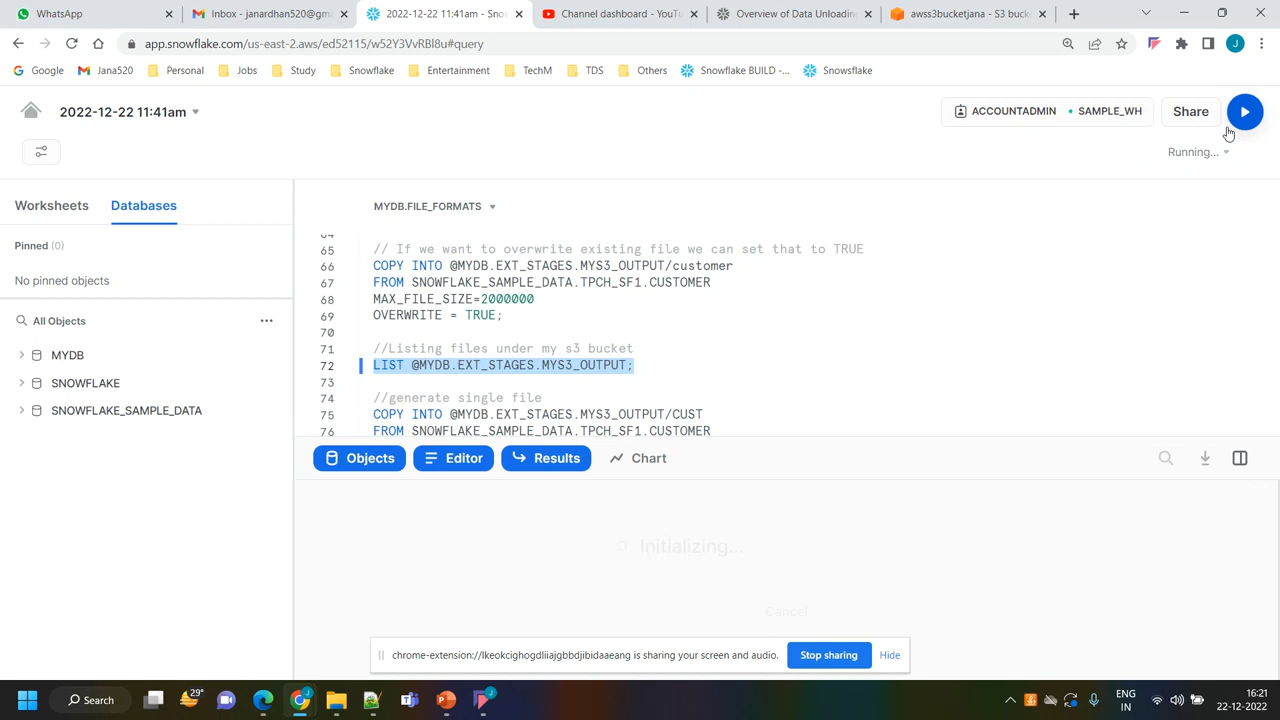 WhatsApp
Inbox - janardhan520@gm
2022-12-22 11:41am - Snow
Channel dashboard - YouTu
Overview of Data Unloading
awss3bucketjana - S3 buck
app.snowflake.com/us-east-2.aws/ed52115/w52Y3VvRBl8u#query
J
Google
Jana520
Personal
Jobs
Study
Snowflake
Entertainment
TechM
TDS
Others
Snowflake BUILD -...
Snowsflake
2022-12-22 11:41am
ACCOUNTADMIN
SAMPLE_WH
Share
Running...
Worksheets
Databases
MYDB.FILE_FORMATS
Pinned (0)
No pinned objects
All Objects
MYDB
SNOWFLAKE
SNOWFLAKE_SAMPLE_DATA
64
65 // If we want to overwrite existing file we can set that to TRUE
66 COPY INTO @MYDB.EXT_STAGES.MYS3_OUTPUT/customer
67 FROM SNOWFLAKE_SAMPLE_DATA.TPCH_SF1.CUSTOMER
68 MAX_FILE_SIZE=2000000
69 OVERWRITE = TRUE;
70
71 //Listing files under my s3 bucket
72 LIST @MYDB.EXT_STAGES.MYS3_OUTPUT;
73
74 //generate single file
75 COPY INTO @MYDB.EXT_STAGES.MYS3_OUTPUT/CUST
76 FROM SNOWFLAKE_SAMPLE_DATA.TPCH_SF1.CUSTOMER
Objects
Editor
Results
Chart
Initializing...
Cancel
chrome-extension://lkeokcighogdliiajgbbdjibidaaeang is sharing your screen and audio.
Stop sharing
Hide
Search
29°
ENG
IN
16:21
22-12-2022